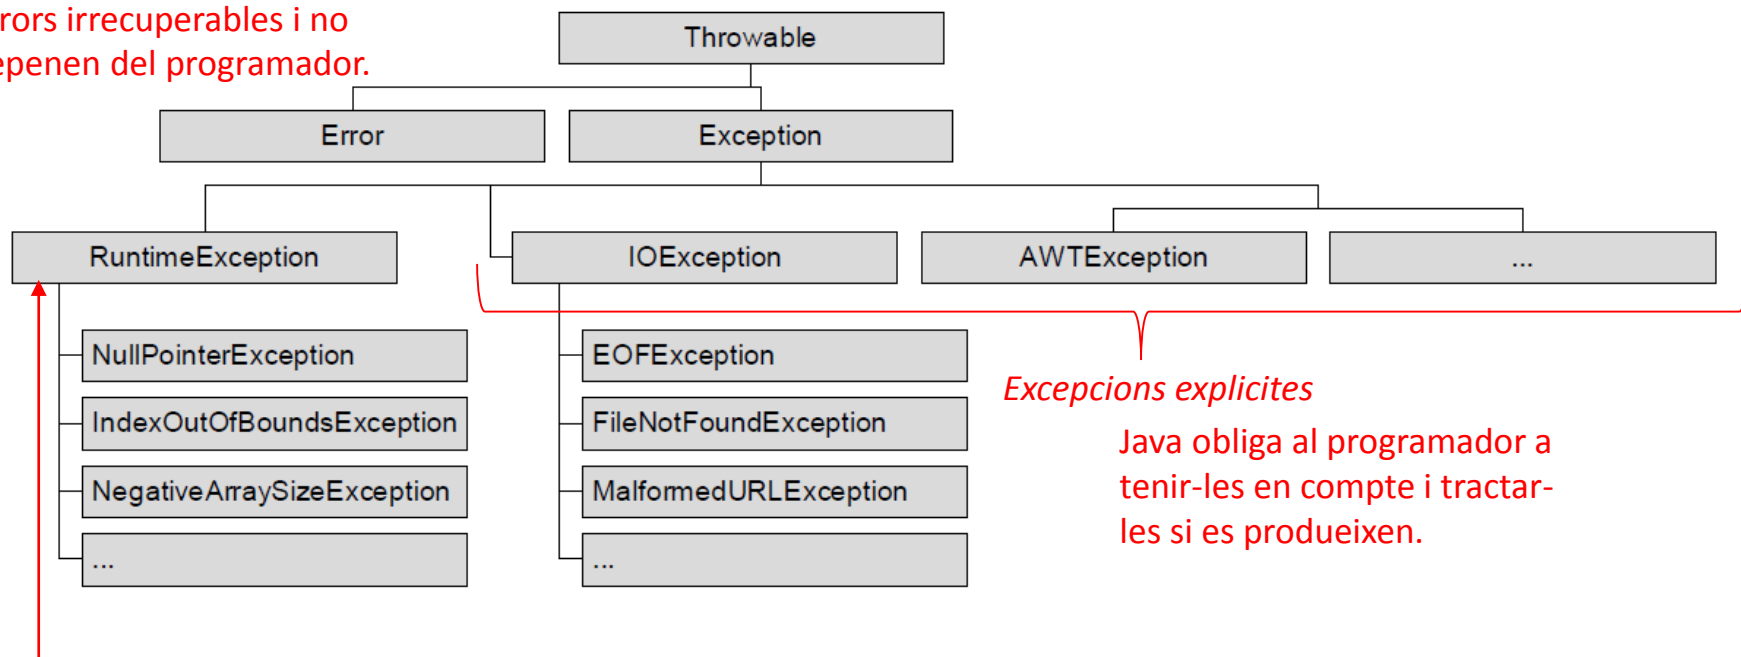 rors irrecuperables i no
epenen del programador.
Throwable
Error
Exception
RuntimeException
IOException
AWTException
...
NullPointerException
IndexOutOfBoundsException
NegativeArraySizeException
...
EOFException
FileNotFoundException
MalformedURLException
...
Excepcions explicites
Java obliga al programador a
tenir-les en compte i tractar-
les si es produeixen.